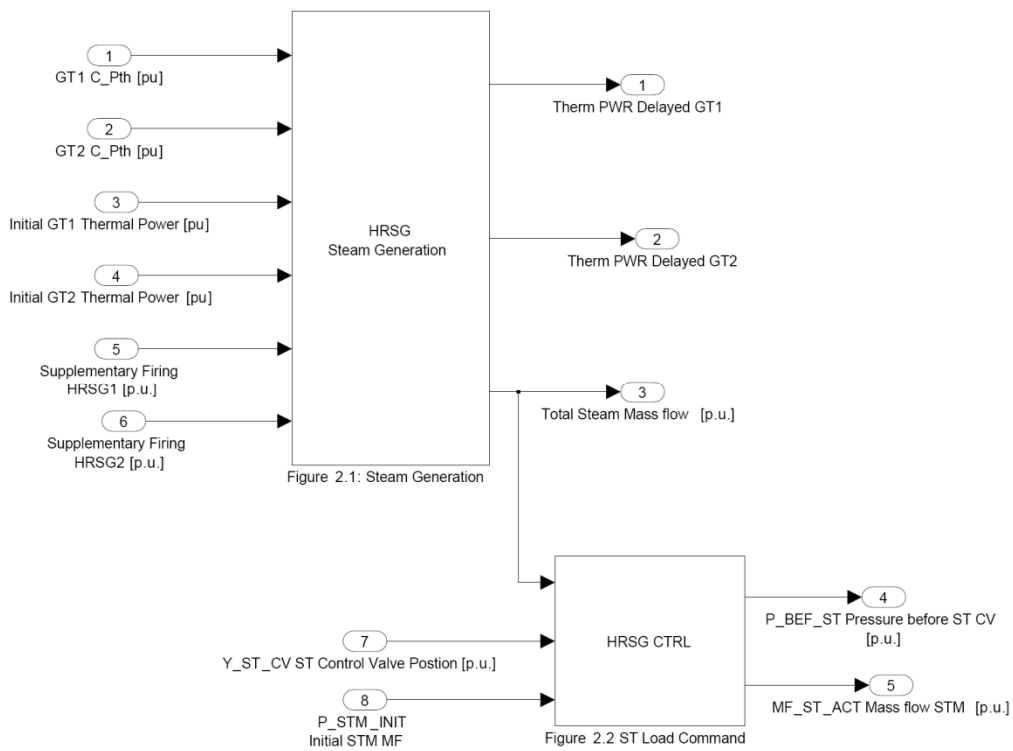 1
GT1 C_Pth [pu]
2
GT2 C_Pth [pu]
3
Initial GT1 Thermal Power [pu]
4
Initial GT2 Thermal Power [pu]
5
Supplementary Firing
HRSG1 [p.u.]
6
Supplementary Firing
HRSG2 [p.u.]
HRSG
Steam Generation
Figure 2.1: Steam Generation
1
Therm PWR Delayed GT1
2
Therm PWR Delayed GT2
3
Total Steam Mass flow [p.u.]
7
Y_ST_CV ST Control Valve Postion [p.u.]
8
P_STM_INIT
Initial STM MF
HRSG CTRL
Figure 2.2 ST Load Command
4
P_BEF_ST Pressure before ST CV
[p.u.]
5
MF_ST_ACT Mass flow STM [p.u.]